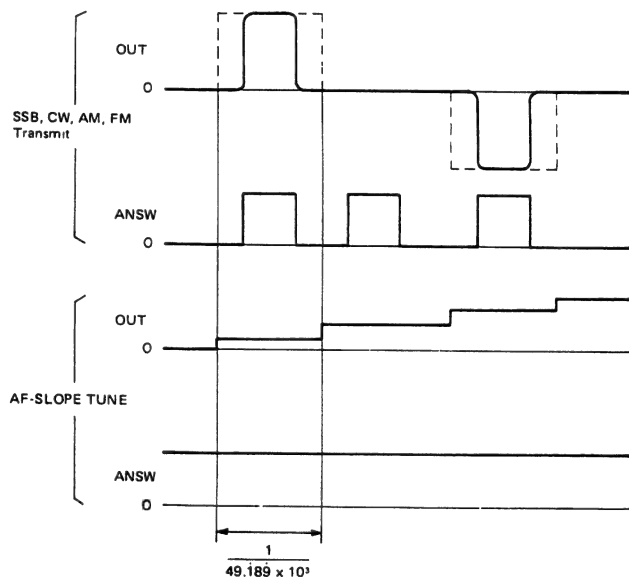 OUT
0
SSB, CW, AM, FM
Transmit
ANSW
0
OUT
0
AF-SLOPE TUNE
ANSW
0
1
49.189 x 10³